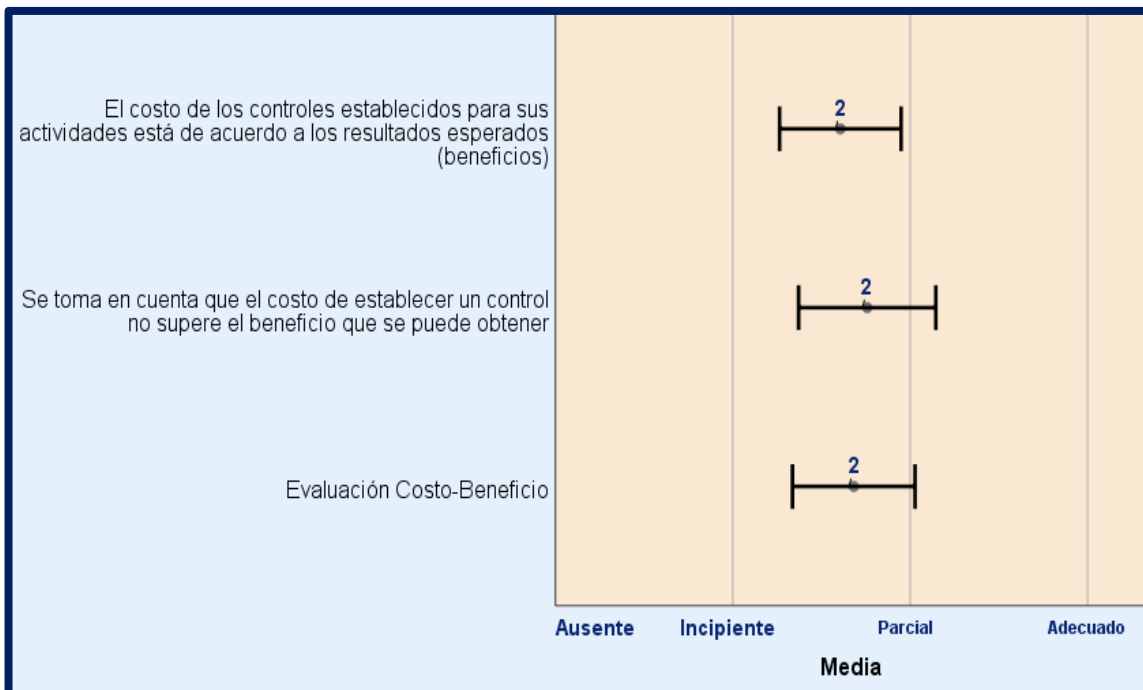 El costo de los controles establecidos para sus
actividades está de acuerdo a los resultados esperados
(beneficios)
2
Se toma en cuenta que el costo de establecer un control
no supere el beneficio que se puede obtener
2
Evaluación Costo-Beneficio
2
Ausente Incipiente Parcial Adecuado
Media